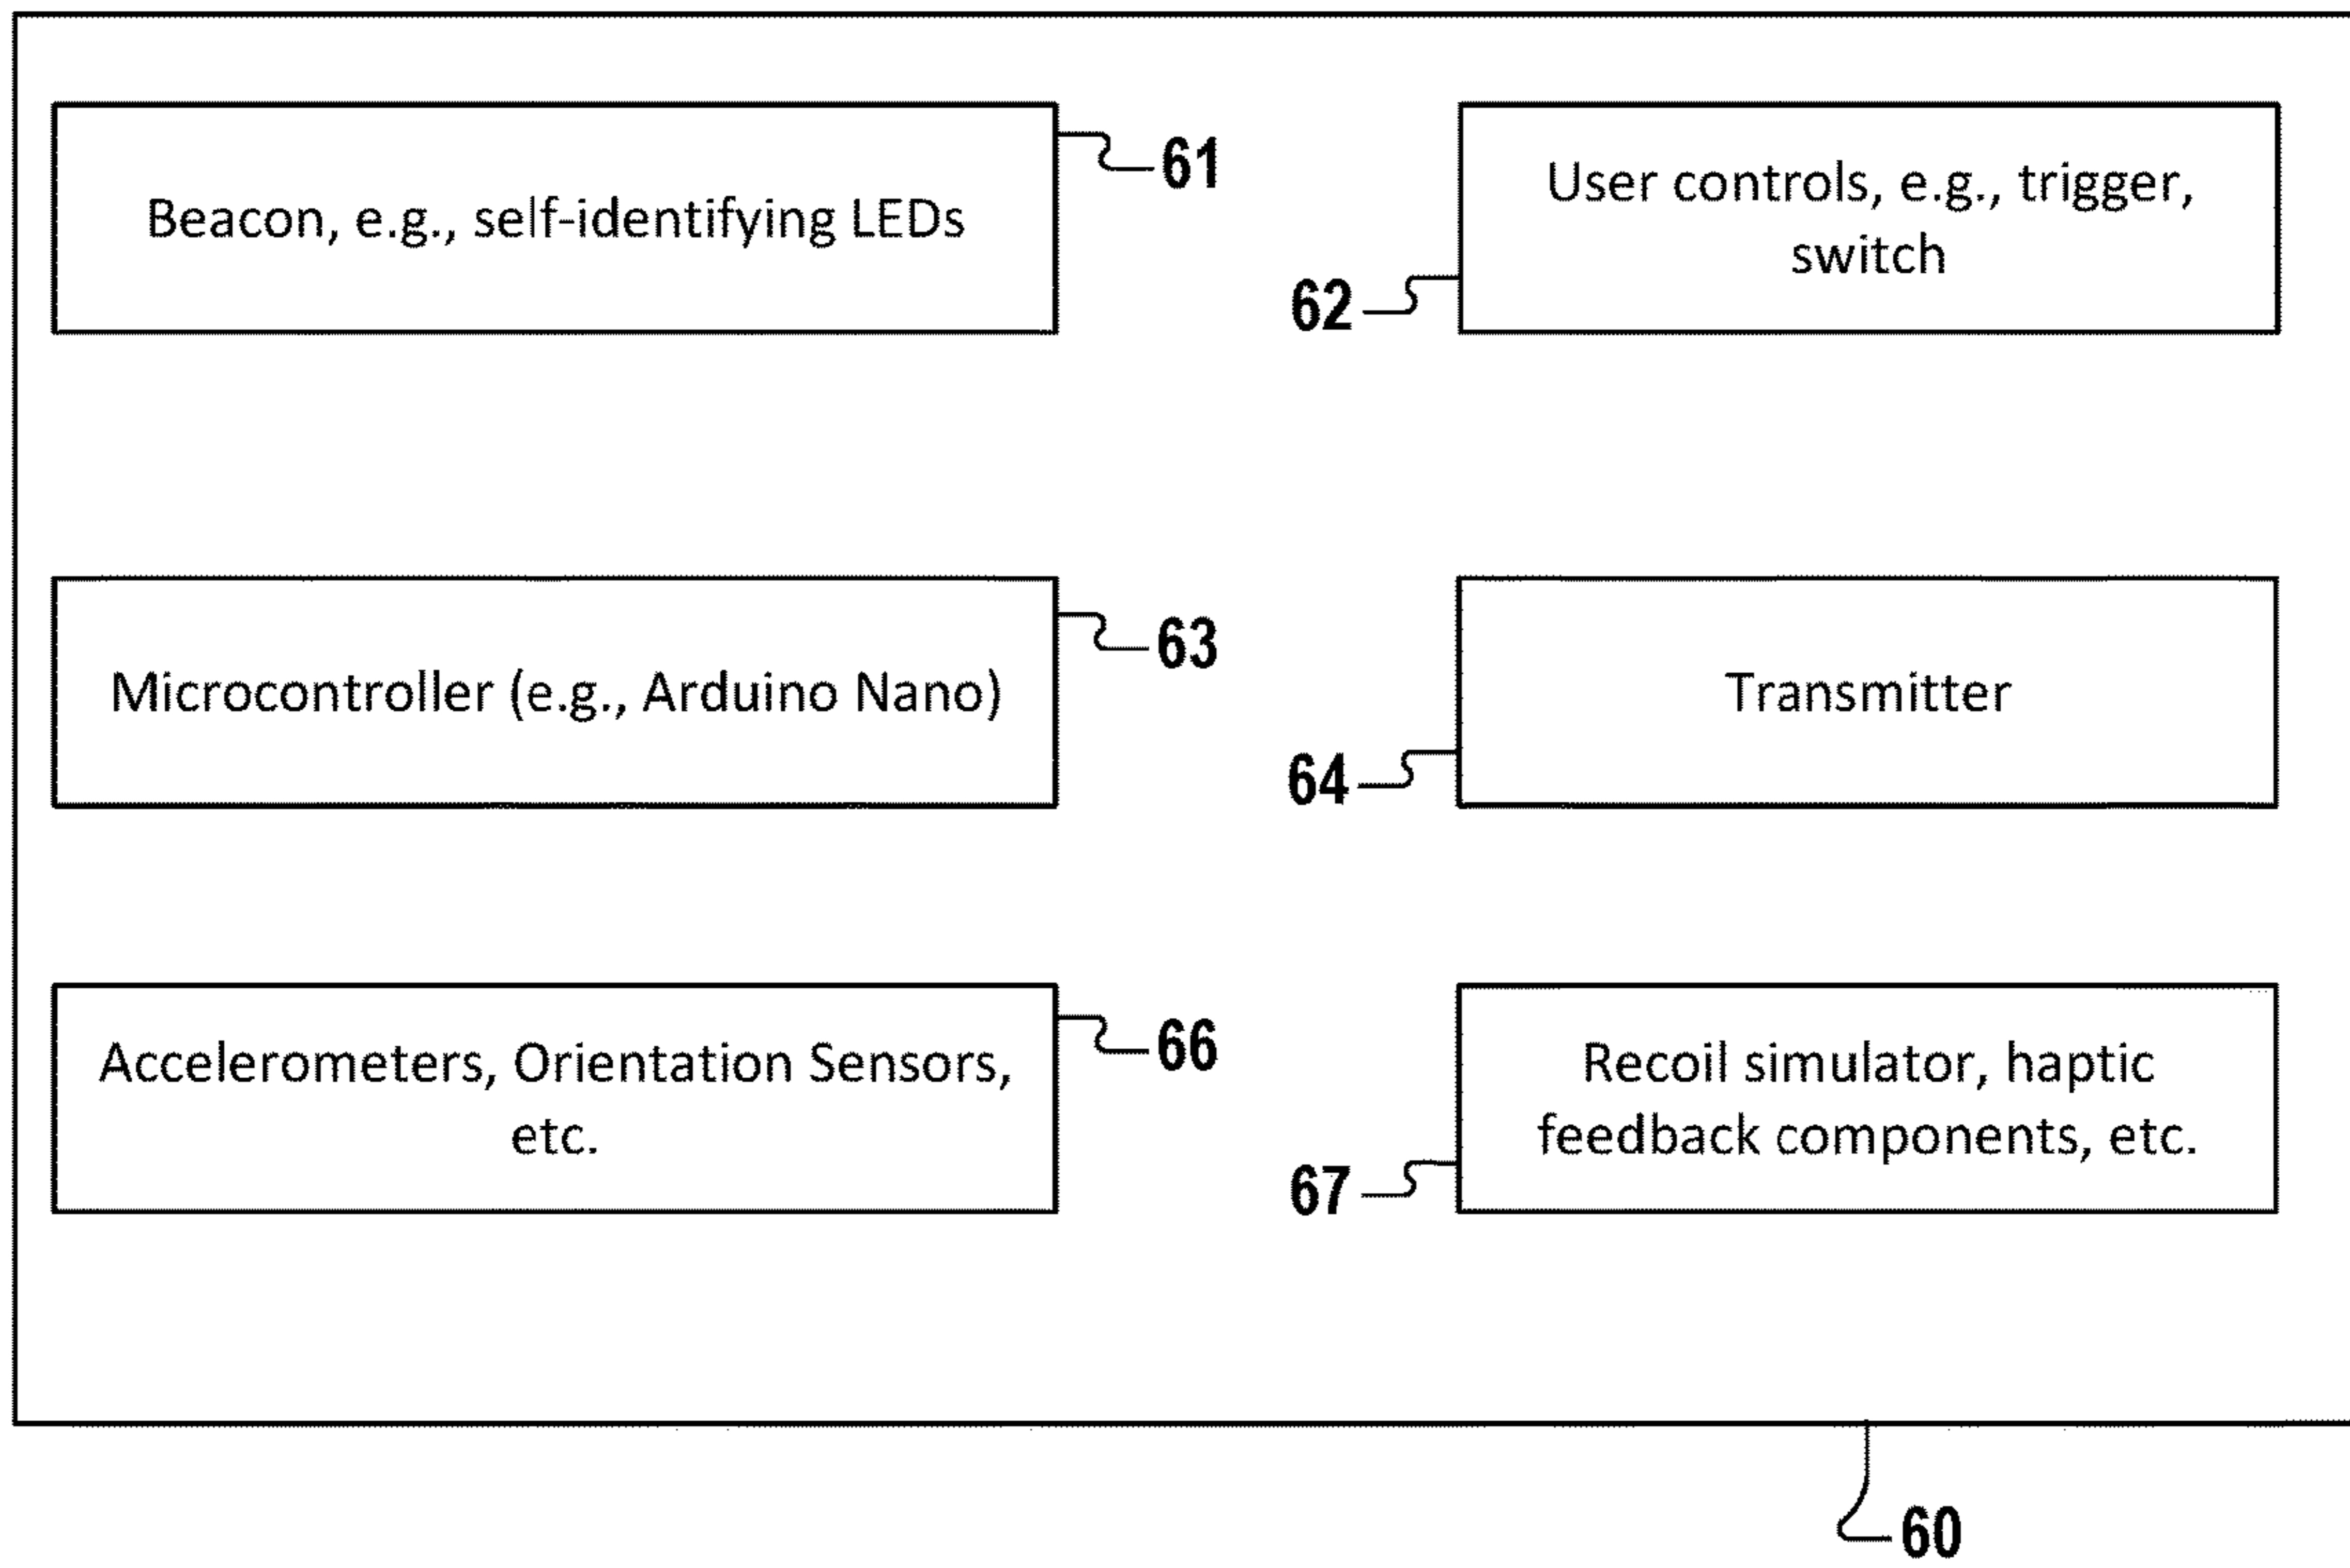 Beacon, e.g., self-identifying LEDs
61
User controls, e.g., trigger,
switch
62
Microcontroller (e.g., Arduino Nano)
63
Transmitter
64
Accelerometers, Orientation Sensors,
etc.
66
Recoil simulator, haptic
feedback components, etc.
67
60